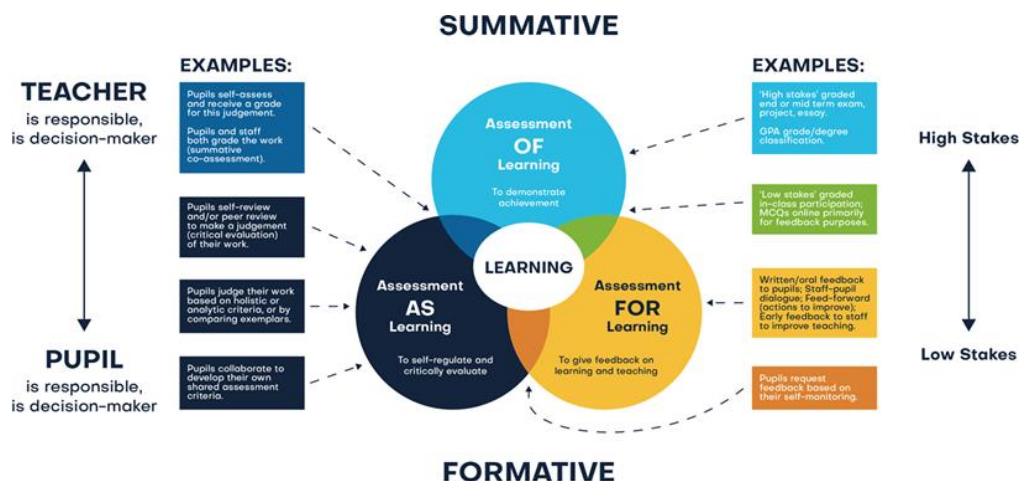 SUMMATIVE
TEACHER
is responsible,
is decision-maker
PUPIL
is responsible,
is decision-maker
EXAMPLES:
Pupils self-assess
and receive a grade
for this judgement.
Pupils and staff
both grade the work
(summative
co-assessment).
Pupils self-review
and/or peer review
to make a judgement
(critical evaluation)
of their work.
Pupils judge their work
based on holistic or
analytic criteria, or by
comparing exemplars.
Pupils collaborate to
develop their own
shared assessment
criteria.
Assessment
OF
Learning
To demonstrate
achievement
LEARNING
Assessment
AS
Learning
To self-regulate and
critically evaluate
Assessment
FOR
Learning
To give feedback on
learning and teaching
EXAMPLES:
'High stakes' graded
end or mid term exam,
project, essay.
GPA grade/degree
classification.
'Low stakes' graded
in-class participation;
MCQs online primarily
for feedback purposes.
Written/oral feedback
to pupils; Staff-pupil
dialogue; Feed-forward
(actions to improve);
Early feedback to staff
to improve teaching.
Pupils request
feedback based on
their self-monitoring.
High Stakes
Low Stakes
FORMATIVE